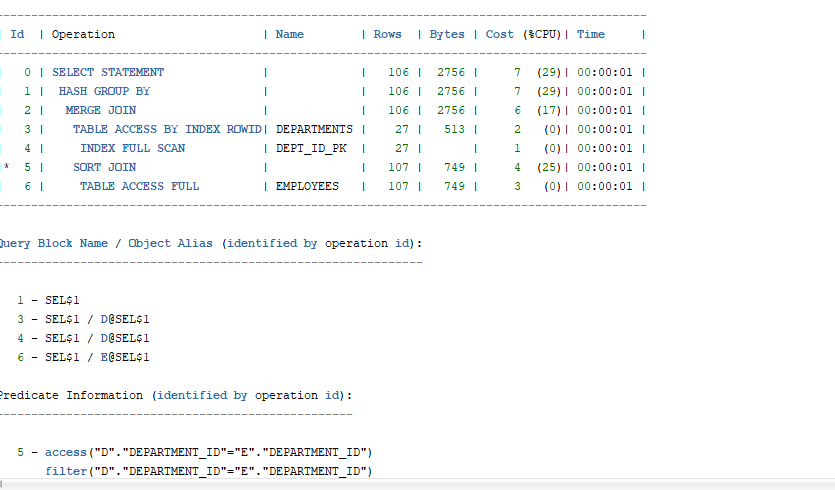 -----------------------------------------------------------------------------------------------
| Id  | Operation                     | Name        | Rows  | Bytes | Cost (%CPU)| Time     |
-----------------------------------------------------------------------------------------------
|   0 | SELECT STATEMENT              |             |   106 |  2756 |     7  (29)| 00:00:01 |
|   1 |  HASH GROUP BY                |             |   106 |  2756 |     7  (29)| 00:00:01 |
|   2 |   MERGE JOIN                  |             |   106 |  2756 |     6  (17)| 00:00:01 |
|   3 |    TABLE ACCESS BY INDEX ROWID| DEPARTMENTS |    27 |   513 |     2   (0)| 00:00:01 |
|   4 |     INDEX FULL SCAN           | DEPT_ID_PK  |    27 |       |     1   (0)| 00:00:01 |
|*  5 |    SORT JOIN                  |             |   107 |   749 |     4  (25)| 00:00:01 |
|   6 |     TABLE ACCESS FULL         | EMPLOYEES   |   107 |   749 |     3   (0)| 00:00:01 |
-----------------------------------------------------------------------------------------------
Query Block Name / Object Alias (identified by operation id):
-------------------------------------------------------------
1 - SEL$1
3 - SEL$1 / D@SEL$1
4 - SEL$1 / D@SEL$1
6 - SEL$1 / E@SEL$1
Predicate Information (identified by operation id):
---------------------------------------------------
5 - access("D"."DEPARTMENT_ID"="E"."DEPARTMENT_ID")
filter("D"."DEPARTMENT_ID"="E"."DEPARTMENT_ID")